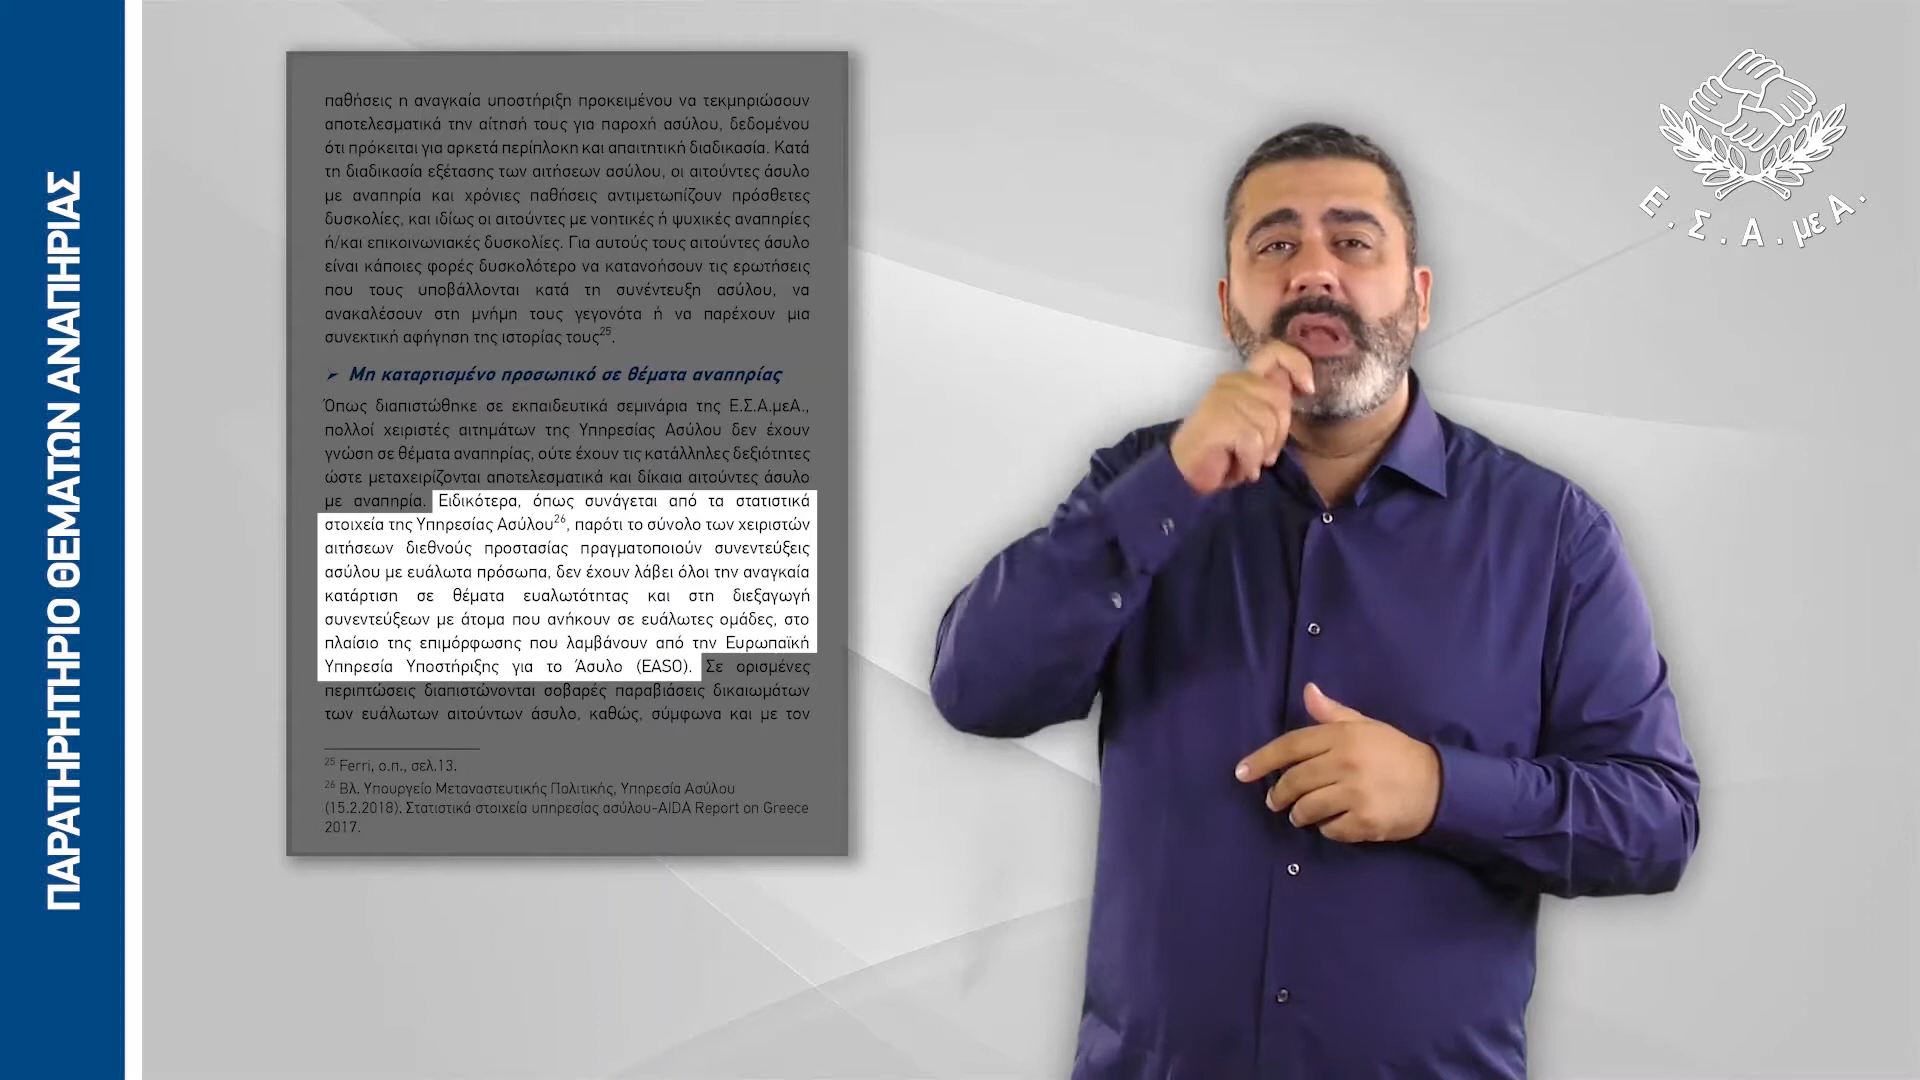 ΠΑΡΑΤΗΡΗΤΗΡΙΟ ΘΕΜΑΤΩΝ ΑΝΑΠΗΡΙΑΣ
παθήσεις η αναγκαία υποστήριξη προκειμένου να τεκμηριώσουν
αποτελεσματικά την αίτησή τους για παροχή ασύλου, δεδομένου
ότι πρόκειται για αρκετά περίπλοκη και απαιτητική διαδικασία. Κατά
τη διαδικασία εξέτασης των αιτήσεων ασύλου, οι αιτούντες άσυλο
με αναπηρία και χρόνιες παθήσεις αντιμετωπίζουν πρόσθετες
δυσκολίες, και ιδίως οι αιτούντες με νοητικές ή ψυχικές αναπηρίες
ή/και επικοινωνιακές δυσκολίες. Για αυτούς τους αιτούντες άσυλο
είναι κάποιες φορές δυσκολότερο να κατανοήσουν τις ερωτήσεις
που τους υποβάλλονται κατά τη συνέντευξη ασύλου, να
ανακαλέσουν στη μνήμη τους γεγονότα ή να παρέχουν μια
συνεκτική αφήγηση της ιστορίας τους25.
➢ Μη καταρτισμένο προσωπικό σε θέματα αναπηρίας
Όπως διαπιστώθηκε σε εκπαιδευτικά σεμινάρια της Ε.Σ.Α.μεΑ.,
πολλοί χειριστές αιτημάτων της Υπηρεσίας Ασύλου δεν έχουν
γνώση σε θέματα αναπηρίας, ούτε έχουν τις κατάλληλες δεξιότητες
ώστε μεταχειρίζονται αποτελεσματικά και δίκαια αιτούντες άσυλο
με αναπηρία. Ειδικότερα, όπως συνάγεται από τα στατιστικά
στοιχεία της Υπηρεσίας Ασύλου26, παρότι το σύνολο των χειριστών
αιτήσεων διεθνούς προστασίας πραγματοποιούν συνεντεύξεις
ασύλου με ευάλωτα πρόσωπα, δεν έχουν λάβει όλοι την αναγκαία
κατάρτιση σε θέματα ευαλωτότητας και στη διεξαγωγή
συνεντεύξεων με άτομα που ανήκουν σε ευάλωτες ομάδες, στο
πλαίσιο της επιμόρφωσης που λαμβάνουν από την Ευρωπαϊκή
Υπηρεσία Υποστήριξης για το Άσυλο (EASO). Σε ορισμένες
περιπτώσεις διαπιστώνονται σοβαρές παραβιάσεις δικαιωμάτων
των ευάλωτων αιτούντων άσυλο, καθώς, σύμφωνα και με τον
25 Ferri, ο.π., σελ.13.
26 Βλ. Υπουργείο Μεταναστευτικής Πολιτικής, Υπηρεσία Ασύλου
(15.2.2018). Στατιστικά στοιχεία υπηρεσίας ασύλου-AIDA Report on Greece
2017.
Ε.Σ.Α.μεΑ.